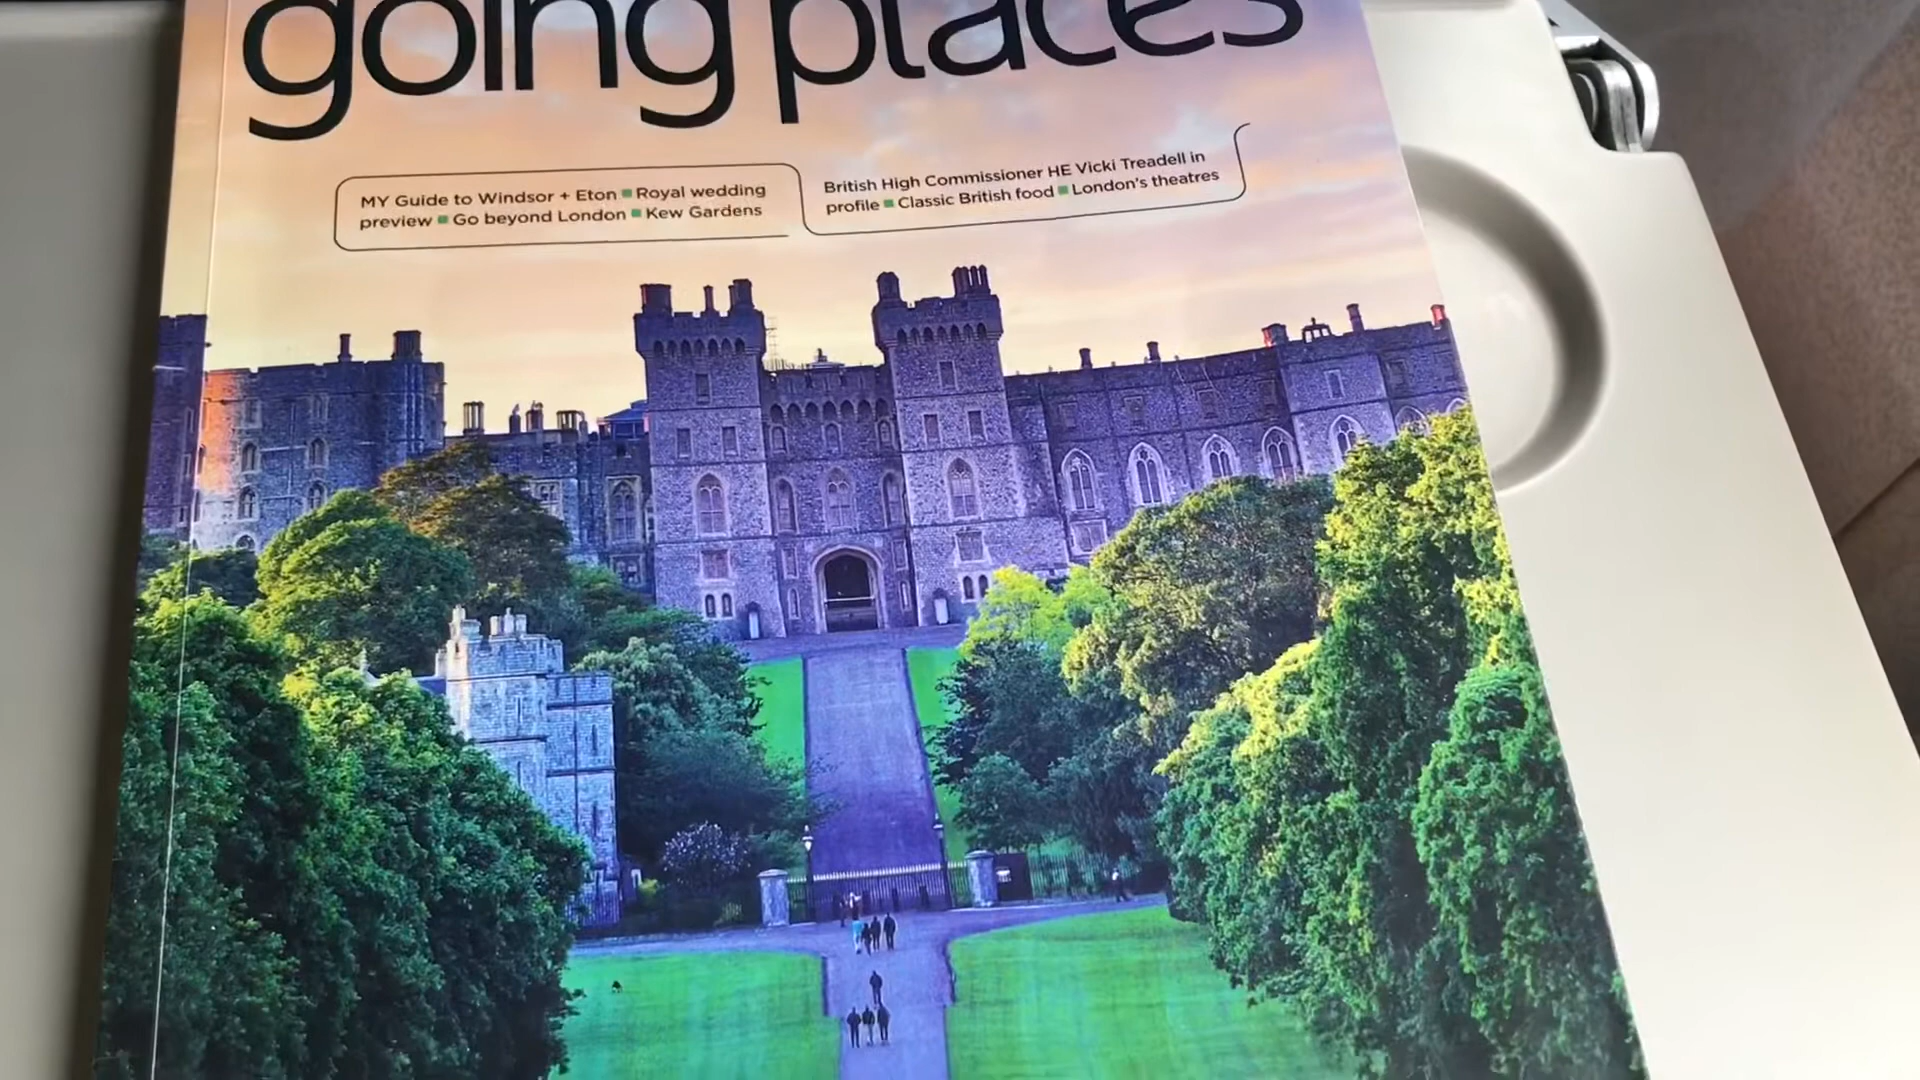 going places
MY Guide to Windsor + Eton ■ Royal wedding
preview ■ Go beyond London ■ Kew Gardens
British High Commissioner HE Vicki Treadell in
profile ■ Classic British food ■ London's theatres